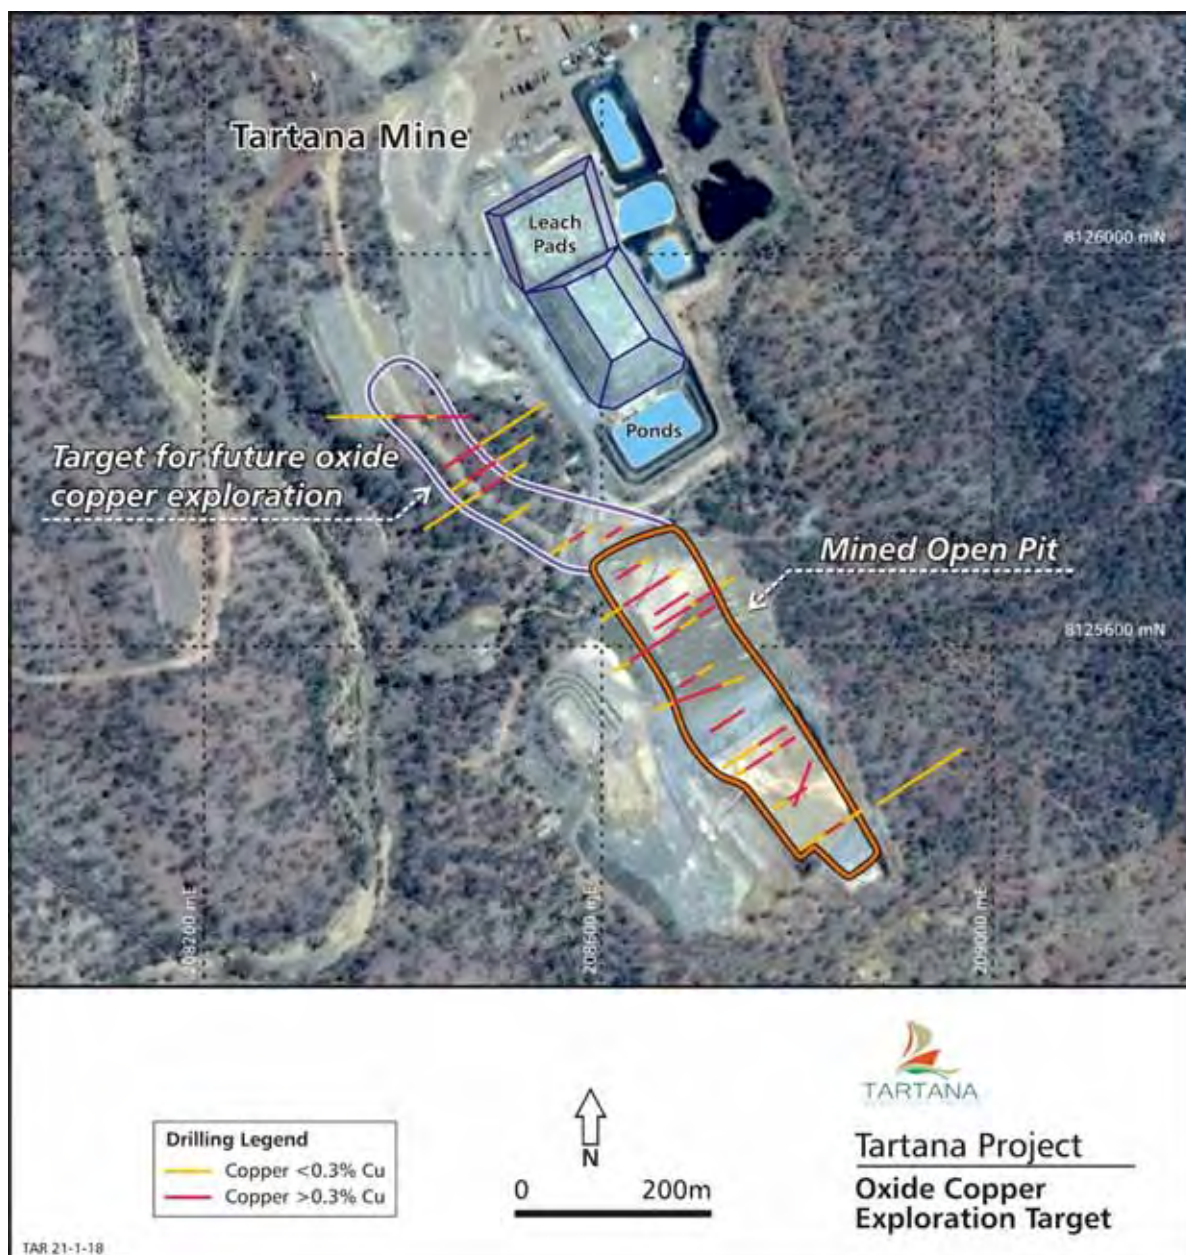 Tartana Mine
Leach
Pads
8126000 mN
Ponds
Target for future oxide
copper exploration
Mined Open Pit
8125600 mN
208200 mE
208600 mE
209000 mE
TARTANA
Drilling Legend
Copper <0.3% Cu
Copper >0.3% Cu
N
0 200m
Tartana Project
Oxide Copper
Exploration Target
TAR 21-1-18